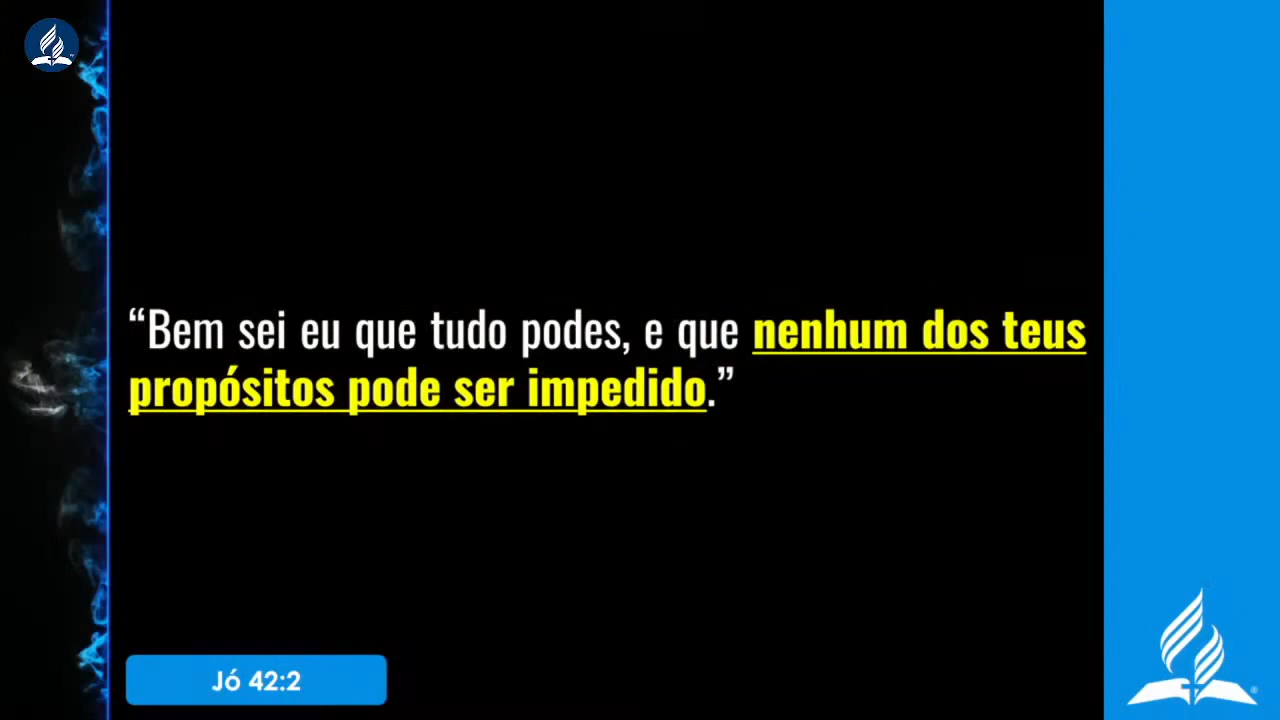 “Bem sei eu que tudo podes, e que nenhum dos teus
propósitos pode ser impedido.”
Jó 42:2